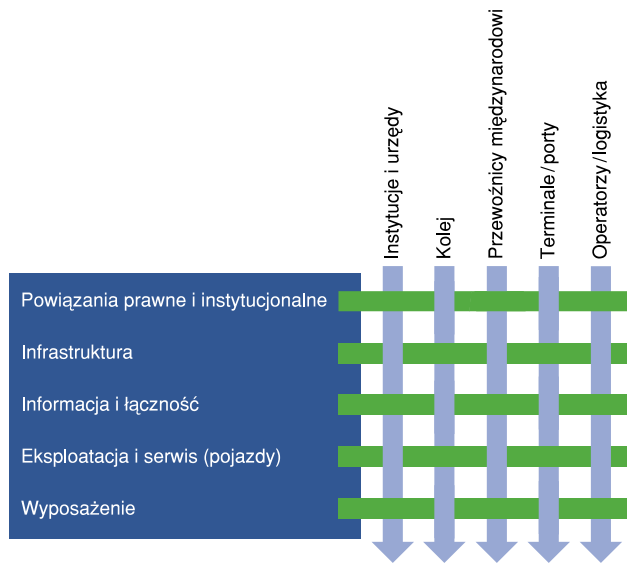 Instytucje i urzędy
Kolej
Przewoźnicy międzynarodowi
Terminale/porty
Operatorzy/logistyka
Powiązania prawne i instytucjonalne
Infrastruktura
Informacja i łączność
Eksploatacja i serwis (pojazdy)
Wyposażenie